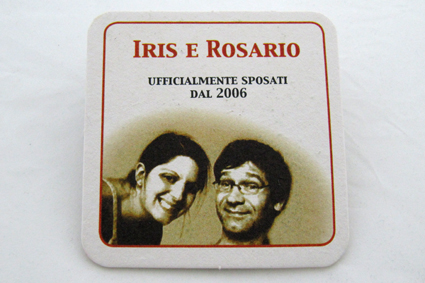 IRIS E ROSARIO
UFFICIALMENTE SPOSATI
DAL 2006